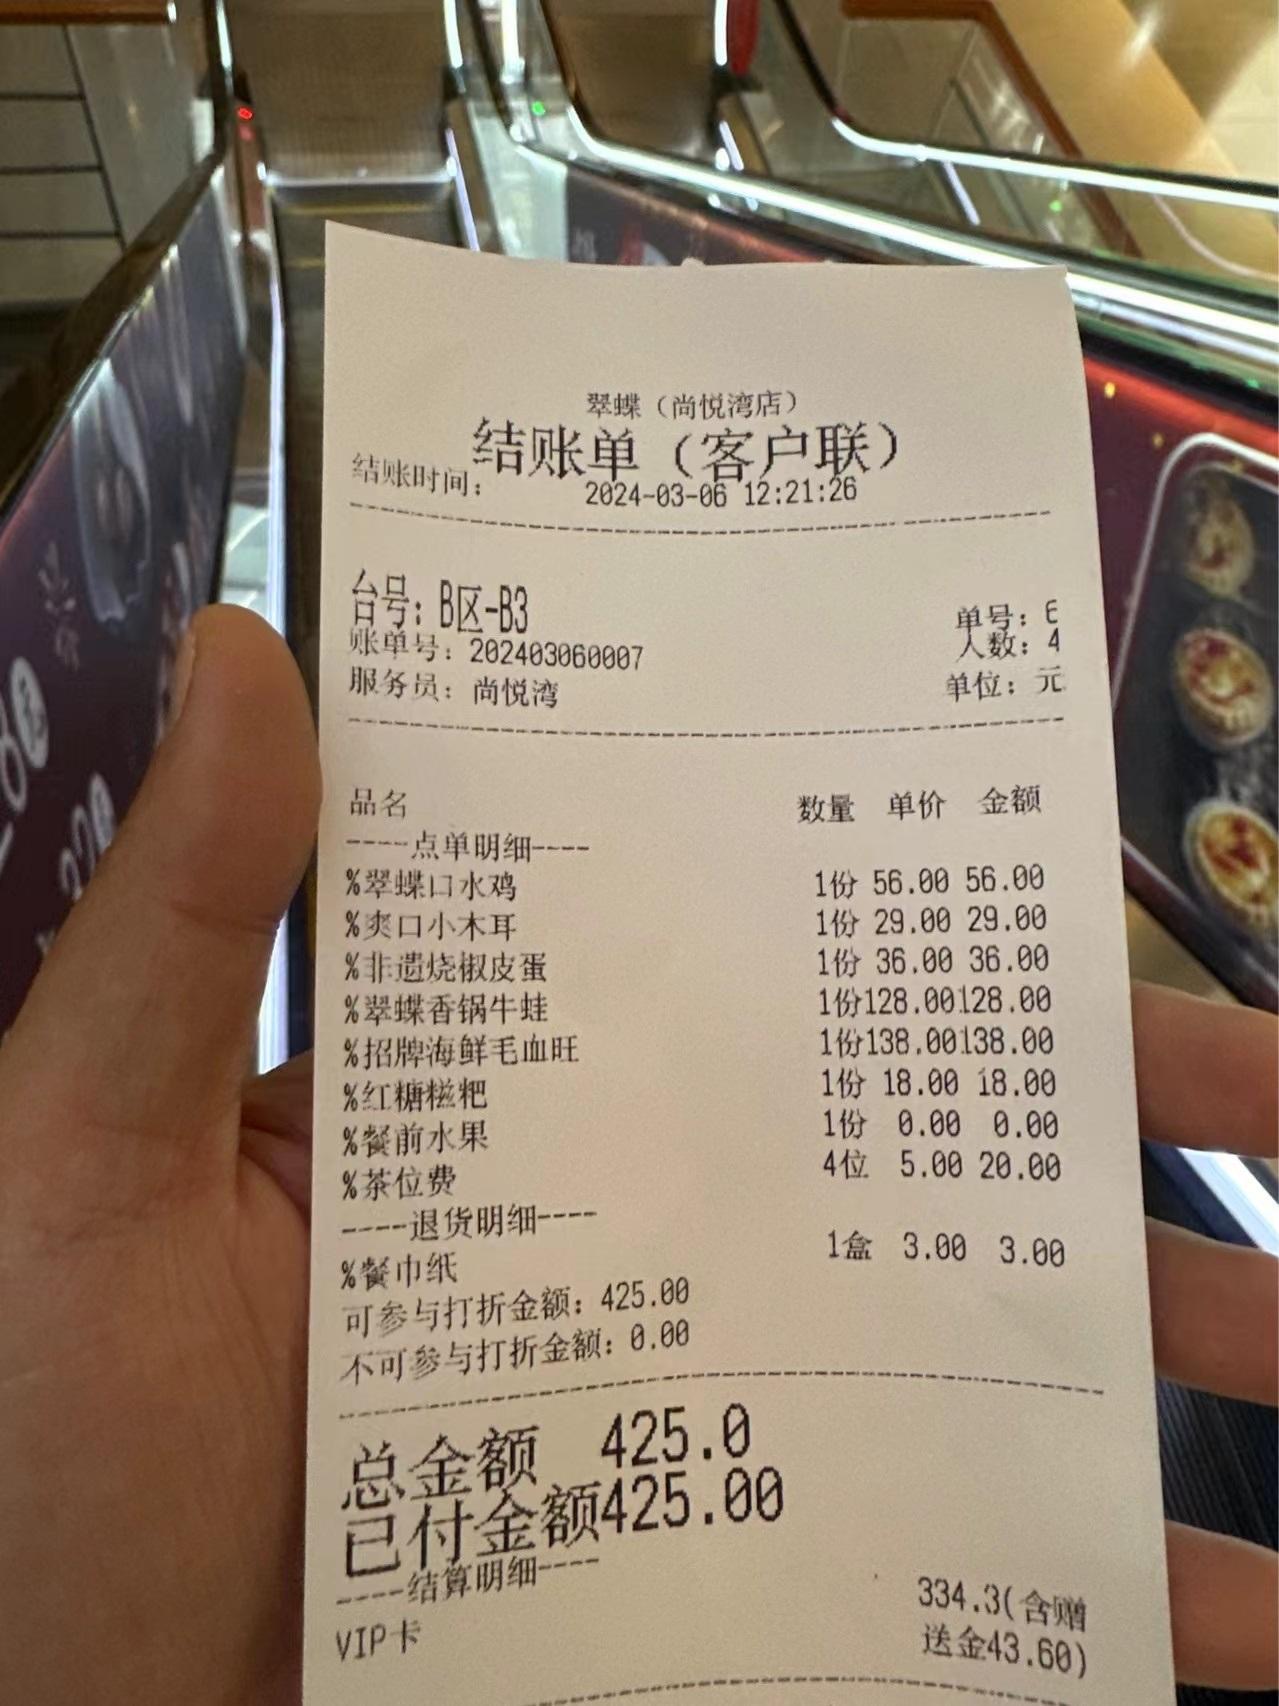 翠蝶（尚悦湾店）
结账单（客户联）
结账时间： 2024-03-06 12:21:26
台号：B区-B3
单号：E
账单号：202403060007
人数：4
服务员：尚悦湾
单位：元
品名 数量 单价 金额
----点单明细----
%翠蝶口水鸡 1份 56.00 56.00
%爽口小木耳 1份 29.00 29.00
%非遗烧椒皮蛋 1份 36.00 36.00
%翠蝶香锅牛蛙 1份128.00128.00
%招牌海鲜毛血旺 1份138.00138.00
%红糖糍粑 1份 18.00 18.00
%餐前水果 1份 0.00 0.00
%茶位费 4位 5.00 20.00
----退货明细----
%餐巾纸 1盒 3.00 3.00
可参与打折金额：425.00
不可参与打折金额：0.00
总金额 425.0
已付金额425.00
----结算明细----
VIP卡 334.3(含赠
送金43.60)